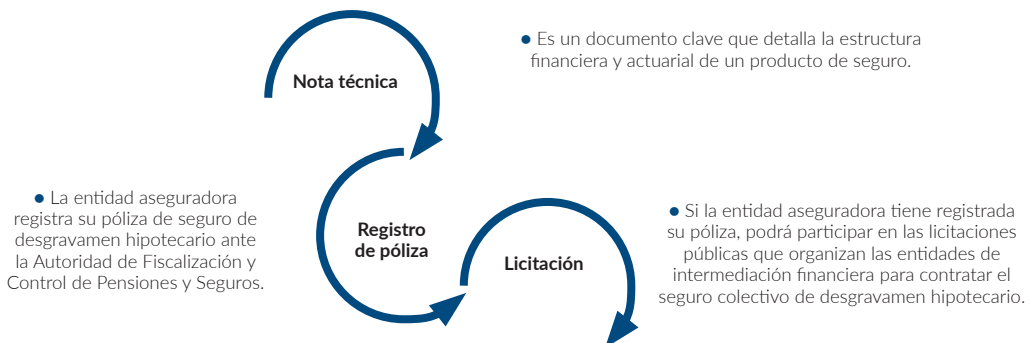 Nota técnica
● Es un documento clave que detalla la estructura
financiera y actuarial de un producto de seguro.
Registro
de póliza
● La entidad aseguradora
registra su póliza de seguro de
desgravamen hipotecario ante
la Autoridad de Fiscalización y
Control de Pensiones y Seguros.
Licitación
● Si la entidad aseguradora tiene registrada
su póliza, podrá participar en las licitaciones
públicas que organizan las entidades de
intermediación financiera para contratar el
seguro colectivo de desgravamen hipotecario.